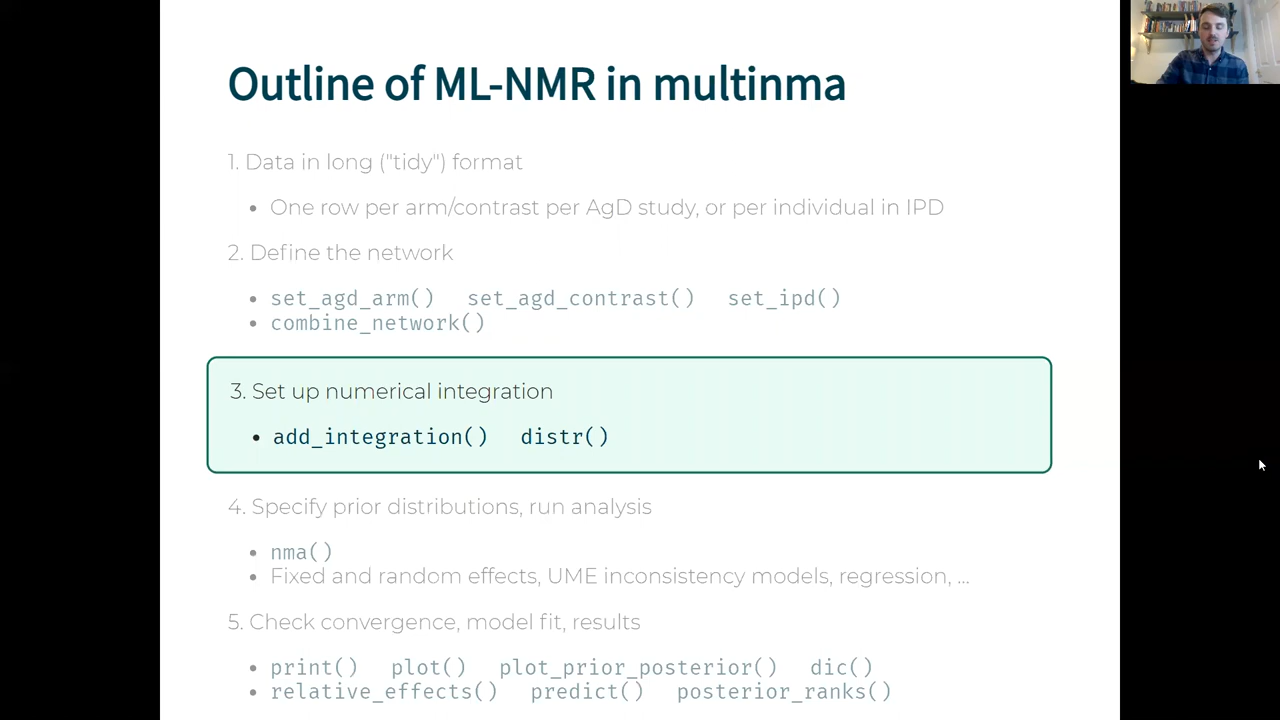 Outline of ML-NMR in multinma
1. Data in long ("tidy") format
• One row per arm/contrast per AgD study, or per individual in IPD
2. Define the network
• set_agd_arm() set_agd_contrast() set_ipd()
• combine_network()
3. Set up numerical integration
• add_integration() distr()
4. Specify prior distributions, run analysis
• nma()
• Fixed and random effects, UME inconsistency models, regression, ...
5. Check convergence, model fit, results
• print() plot() plot_prior_posterior() dic()
• relative_effects() predict() posterior_ranks()